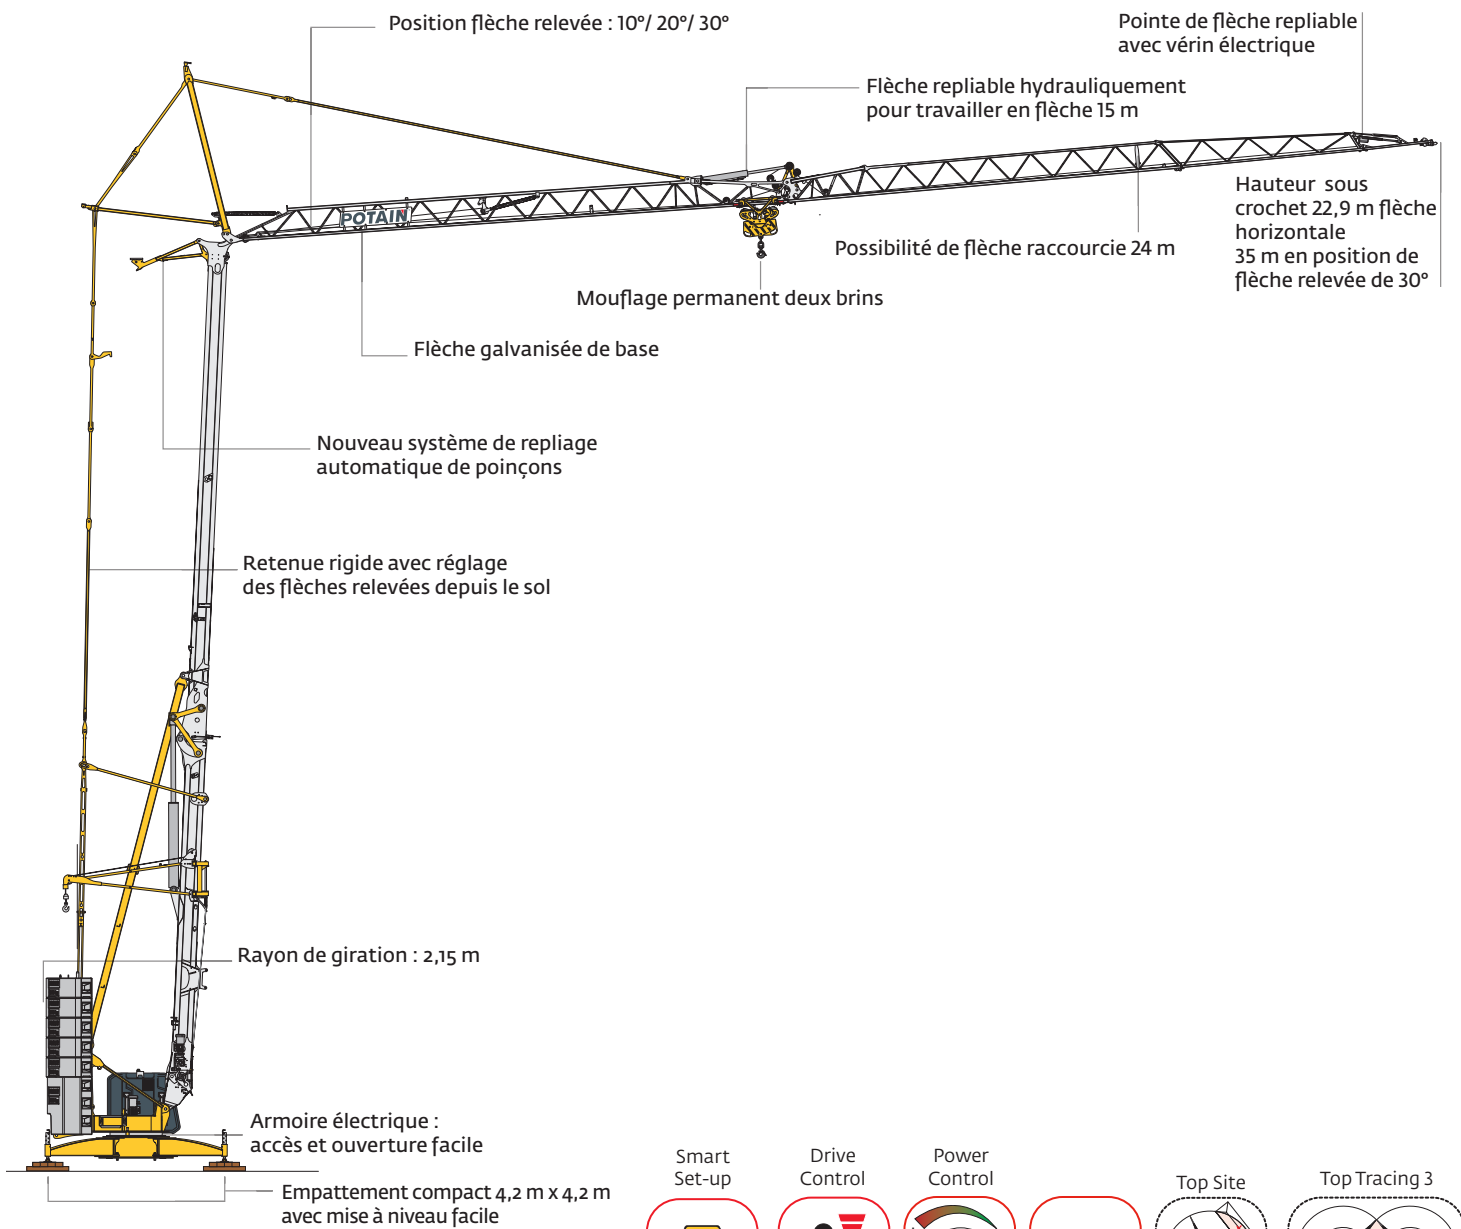 Position flèche relevée : 10°/ 20°/ 30°
Pointe de flèche repliable
avec vérin électrique
Flèche repliable hydrauliquement
pour travailler en flèche 15 m
Hauteur sous
crochet 22,9 m flèche
horizontale
35 m en position de
flèche relevée de 30°
POTAIN
Possibilité de flèche raccourcie 24 m
Mouflage permanent deux brins
Flèche galvanisée de base
Nouveau système de repliage
automatique de poinçons
Retenue rigide avec réglage
des flèches relevées depuis le sol
Rayon de giration : 2,15 m
Armoire électrique :
accès et ouverture facile
Empattement compact 4,2 m x 4,2 m
avec mise à niveau facile
Smart
Set-up
Drive
Control
Power
Control
Top Site
Top Tracing 3